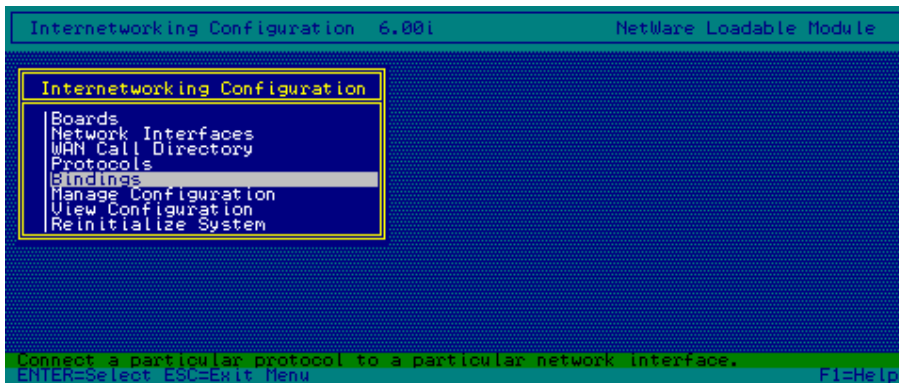 Internetworking Configuration 6.00i NetWare Loadable Module
Internetworking Configuration
Boards
Network Interfaces
WAN Call Directory
Protocols
Bindings
Manage Configuration
View Configuration
Reinitialize System
Connect a particular protocol to a particular network interface.
ENTER=Select ESC=Exit Menu F1=Help